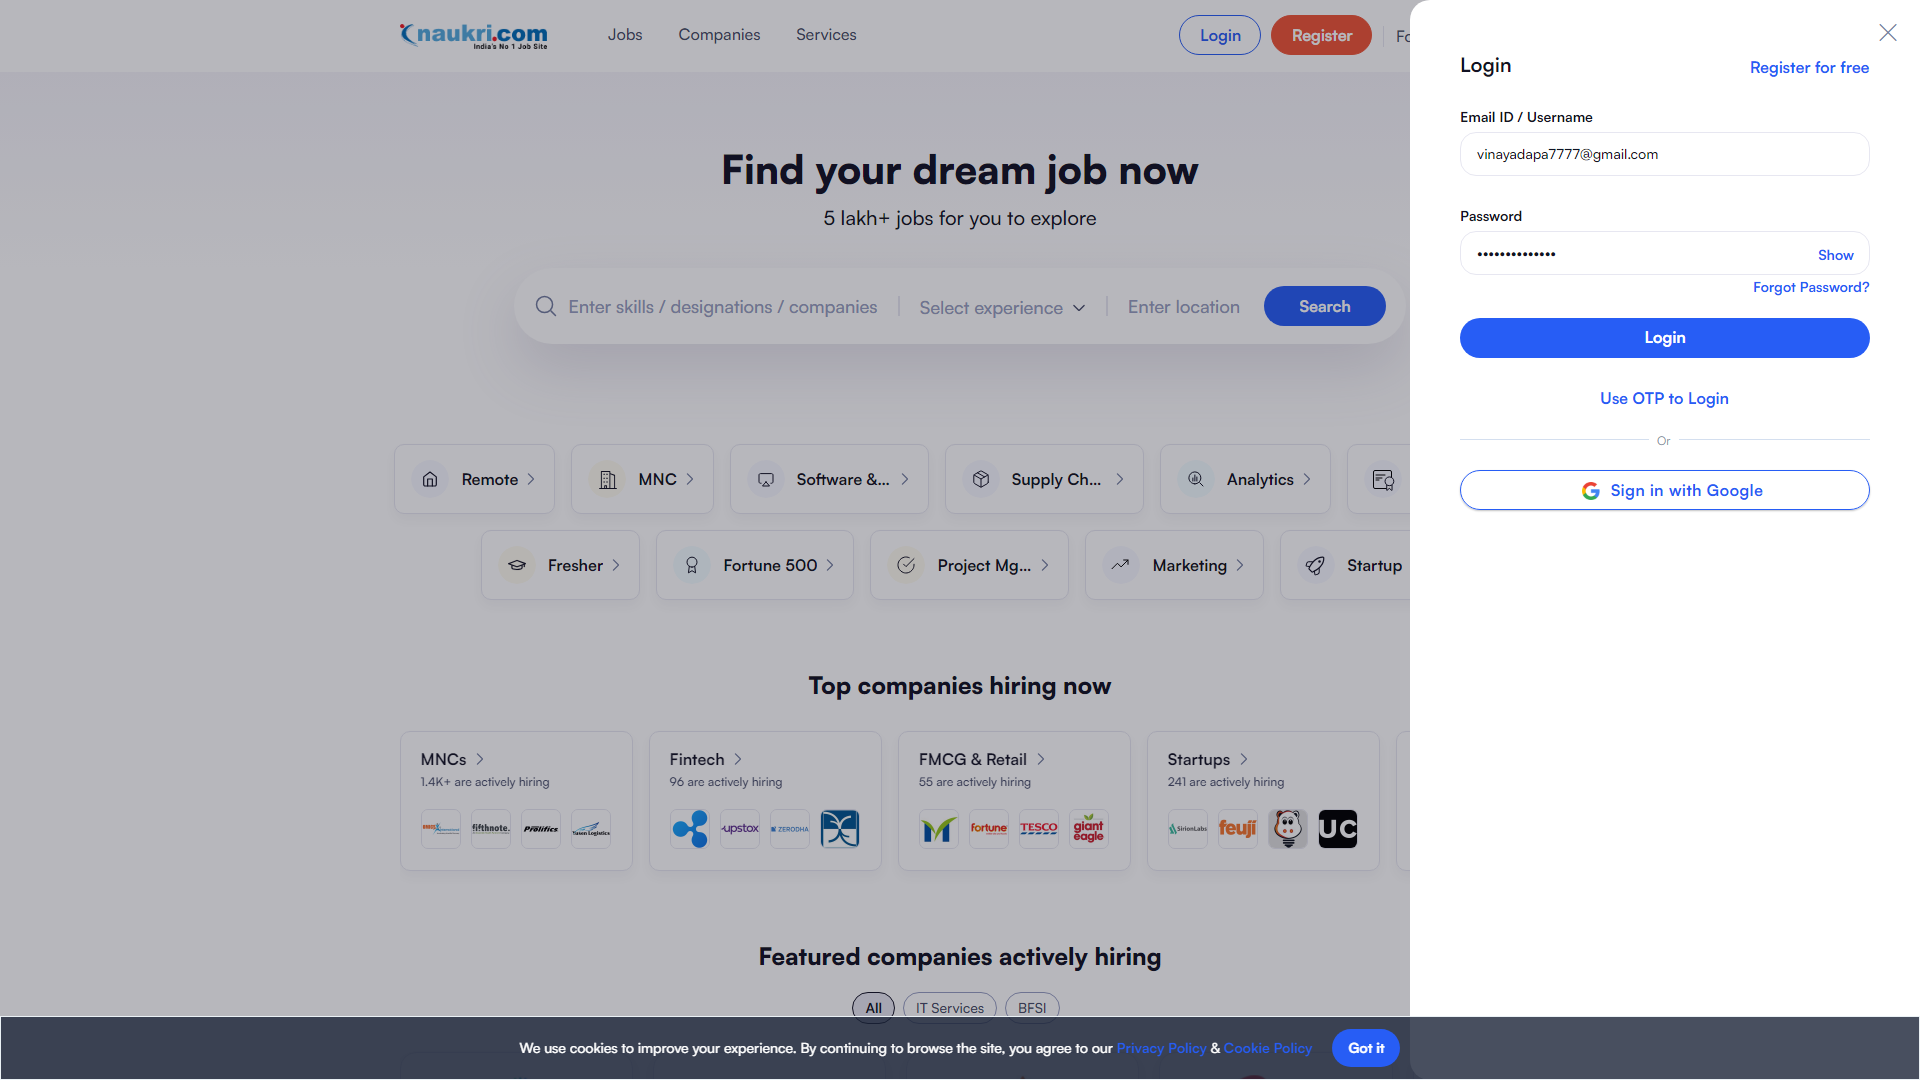 naukri.com
India's No 1 Job Site
Jobs
Companies
Services
Login
Register
Fo
Find your dream job now
5 lakh+ jobs for you to explore
Enter skills / designations / companies
Select experience
Enter location
Search
Remote
MNC
Software &...
Supply Ch...
Analytics
Fresher
Fortune 500
Project Mg...
Marketing
Startup
Top companies hiring now
MNCs
1.4K+ are actively hiring
fifthnote.
Prolifics
Yusen Logistics
Fintech
96 are actively hiring
upstox
ZERODHA
FMCG & Retail
55 are actively hiring
fortune
TESCO
giant
eagle
Startups
241 are actively hiring
SirionLabs
feuji
UC
Featured companies actively hiring
All
IT Services
BFSI
Login
Register for free
Email ID / Username
vinayadapa7777@gmail.com
Password
••••••••••••••
Show
Forgot Password?
Login
Use OTP to Login
Or
Sign in with Google
We use cookies to improve your experience. By continuing to browse the site, you agree to our Privacy Policy & Cookie Policy
Got it